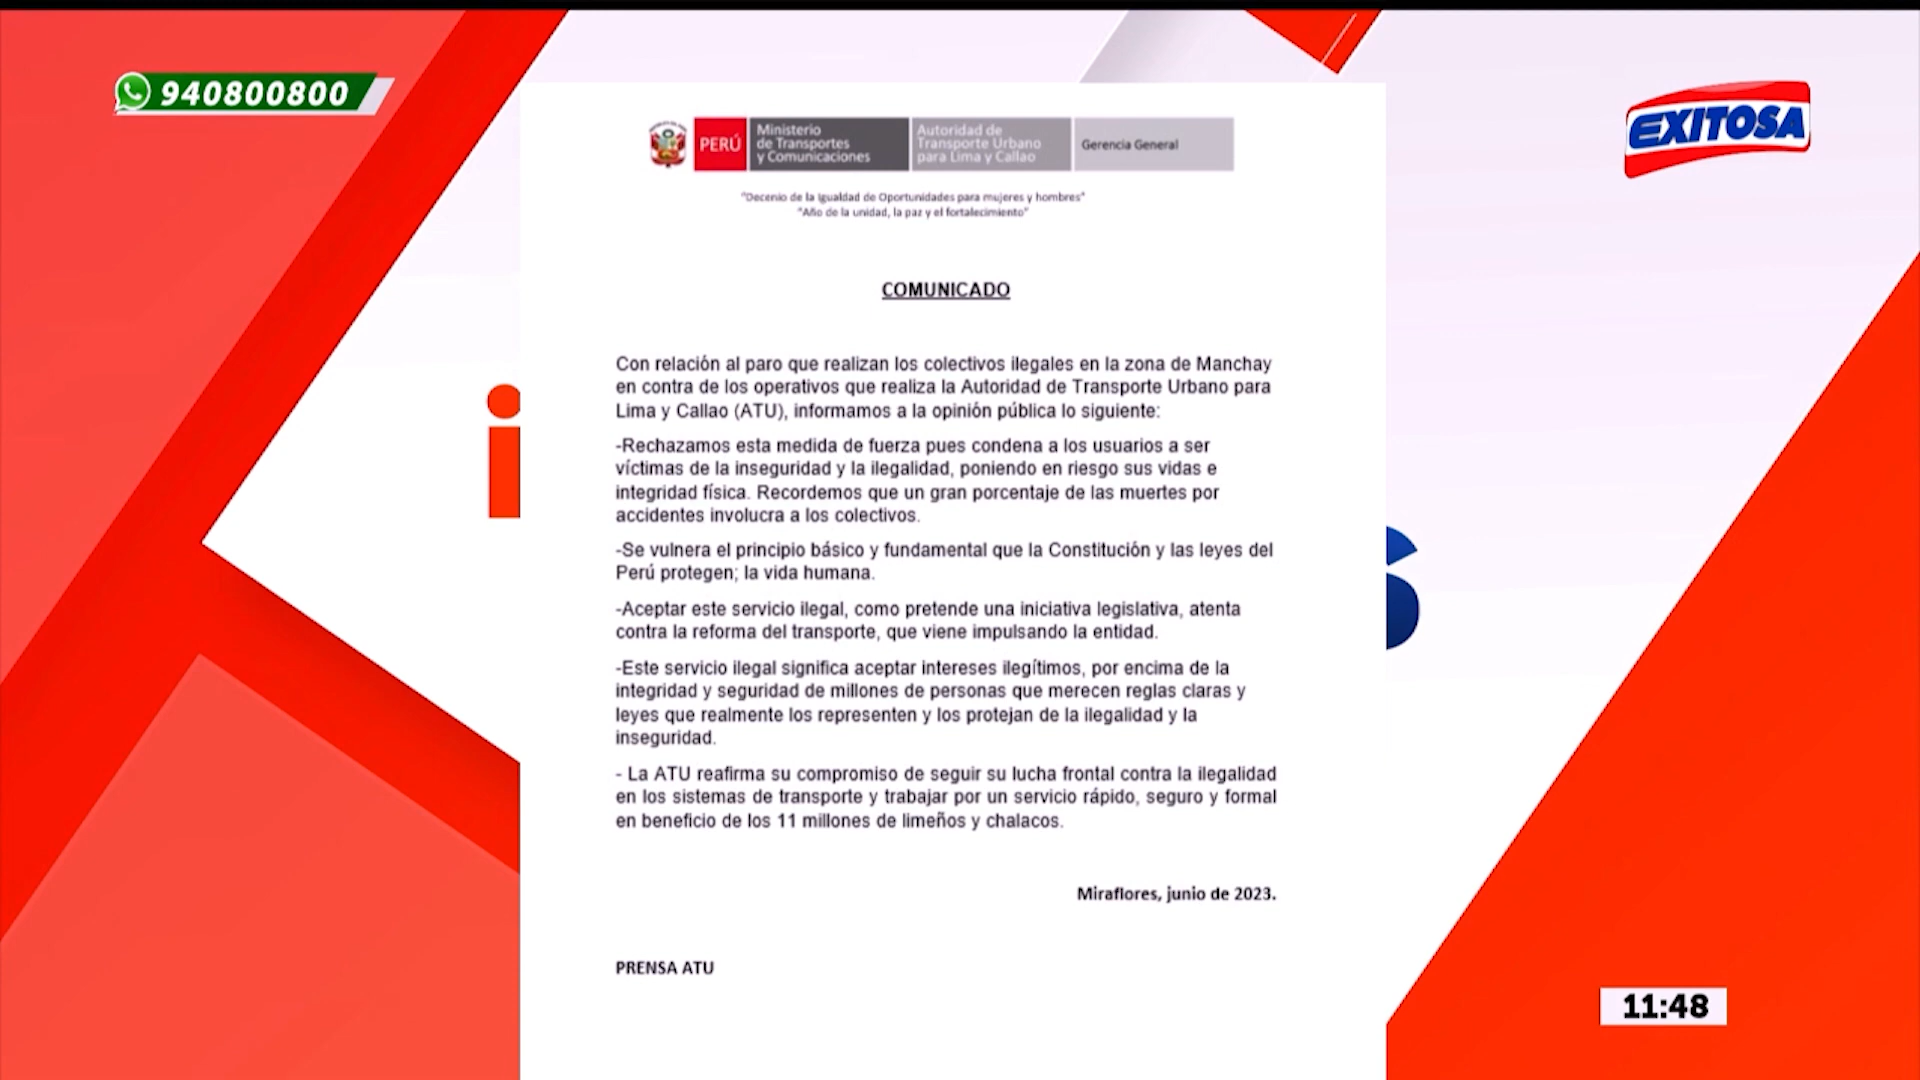 940800800
EXITOSA
PERÚ
Ministerio
de Transportes
y Comunicaciones
Autoridad de
Transporte Urbano
para Lima y Callao
Gerencia General
"Decenio de la Igualdad de Oportunidades para mujeres y hombres"
"Año de la unidad, la paz y el fortalecimiento"
COMUNICADO
Con relación al paro que realizan los colectivos ilegales en la zona de Manchay
en contra de los operativos que realiza la Autoridad de Transporte Urbano para
Lima y Callao (ATU), informamos a la opinión pública lo siguiente:
-Rechazamos esta medida de fuerza pues condena a los usuarios a ser
víctimas de la inseguridad y la ilegalidad, poniendo en riesgo sus vidas e
integridad física. Recordemos que un gran porcentaje de las muertes por
accidentes involucra a los colectivos.
-Se vulnera el principio básico y fundamental que la Constitución y las leyes del
Perú protegen; la vida humana.
-Aceptar este servicio ilegal, como pretende una iniciativa legislativa, atenta
contra la reforma del transporte, que viene impulsando la entidad.
-Este servicio ilegal significa aceptar intereses ilegítimos, por encima de la
integridad y seguridad de millones de personas que merecen reglas claras y
leyes que realmente los representen y los protejan de la ilegalidad y la
inseguridad.
- La ATU reafirma su compromiso de seguir su lucha frontal contra la ilegalidad
en los sistemas de transporte y trabajar por un servicio rápido, seguro y formal
en beneficio de los 11 millones de limeños y chalacos.
Miraflores, junio de 2023.
PRENSA ATU
11:48